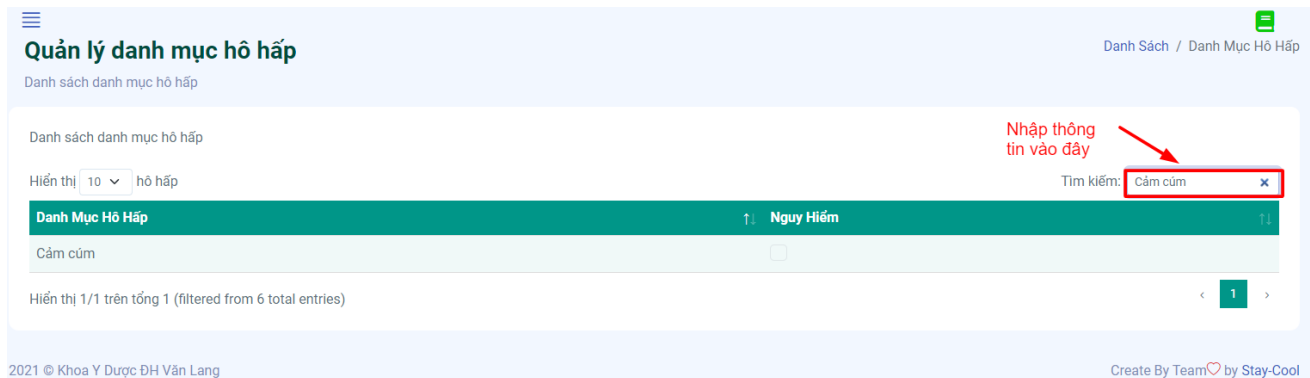 Quản lý danh mục hô hấp
Danh Sách / Danh Mục Hô Hấp
Danh sách danh mục hô hấp
Danh sách danh mục hô hấp
Nhập thông
tin vào đây
Hiển thị 10 hô hấp
Tìm kiếm: Cảm cúm
Danh Mục Hô Hấp Nguy Hiểm
Cảm cúm
Hiển thị 1/1 trên tổng 1 (filtered from 6 total entries)
‹ 1 ›
2021 © Khoa Y Dược ĐH Văn Lang
Create By Team♡ by Stay-Cool